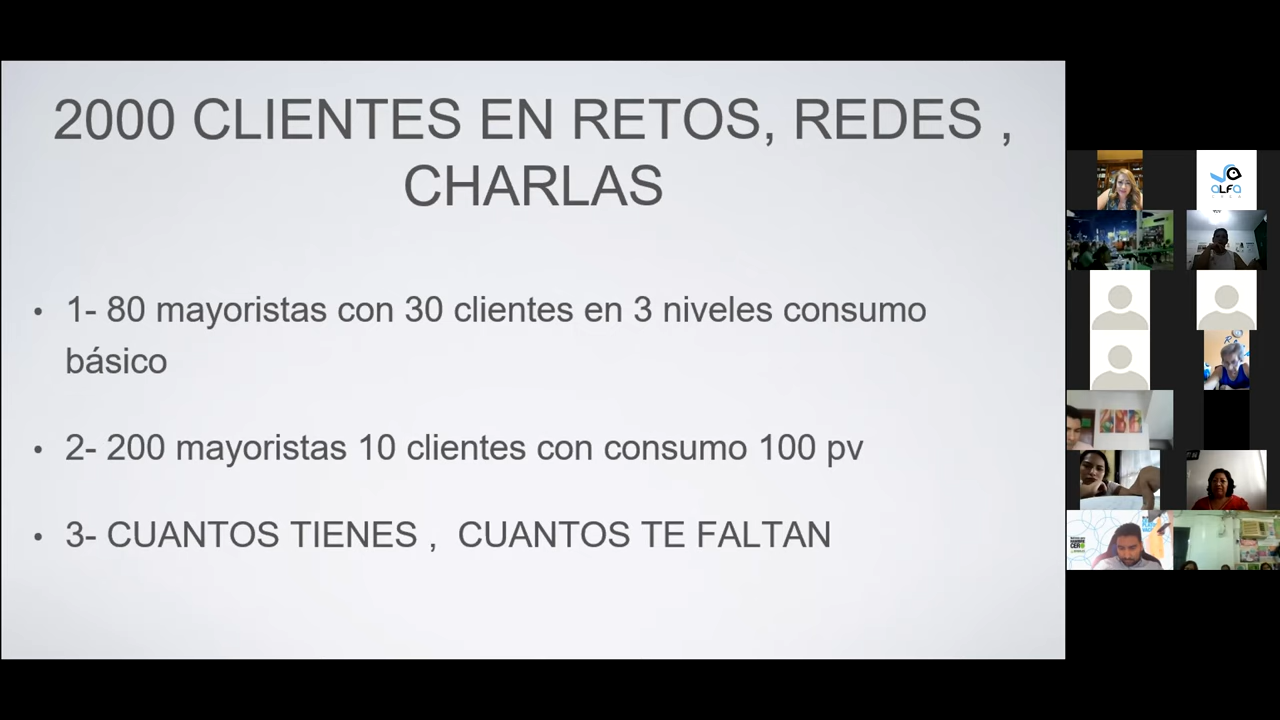 2000 CLIENTES EN RETOS, REDES ,
CHARLAS
• 1- 80 mayoristas con 30 clientes en 3 niveles consumo
básico
• 2- 200 mayoristas 10 clientes con consumo 100 pv
• 3- CUANTOS TIENES , CUANTOS TE FALTAN
aLFa